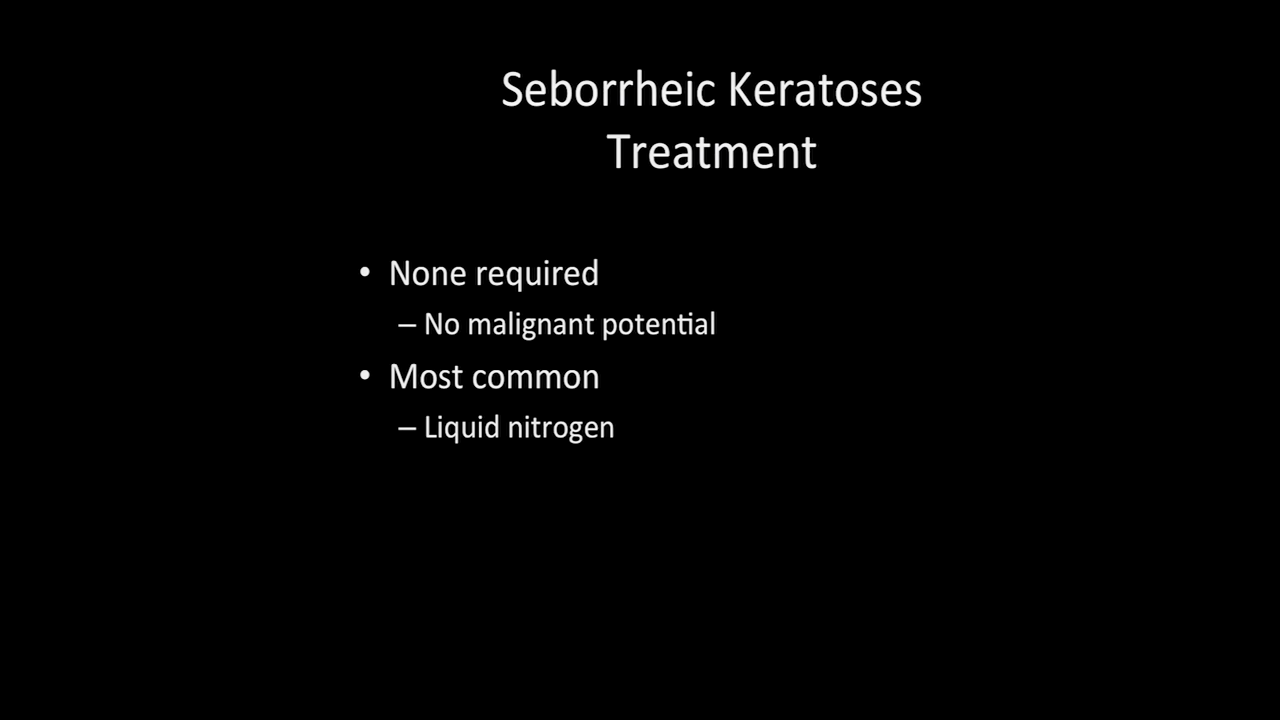 Seborrheic Keratoses
Treatment
• None required
– No malignant potential
• Most common
– Liquid nitrogen